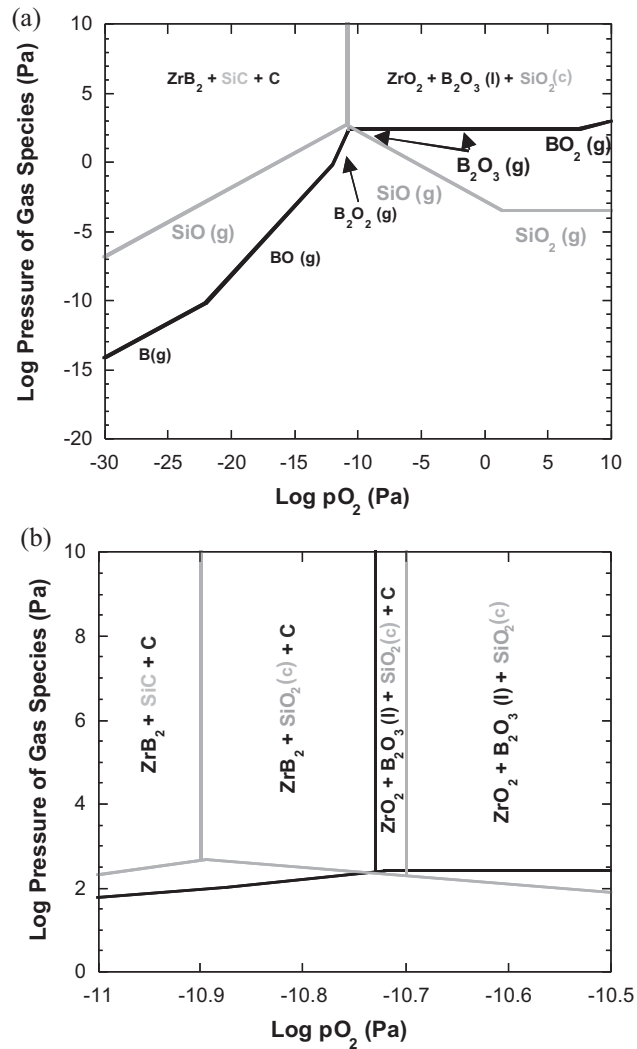 (a)
10
5
0
-5
-10
-15
-20
-30 -25 -20 -15 -10 -5 0 5 10
Log Pressure of Gas Species (Pa)
Log pO₂ (Pa)
ZrB₂ + SiC + C
ZrO₂ + B₂O₃ (l) + SiO₂(c)
BO₂ (g)
B₂O₃ (g)
SiO (g)
SiO (g)
B₂O₂ (g)
SiO₂ (g)
BO (g)
B(g)
(b)
10
8
6
4
2
0
-11 -10.9 -10.8 -10.7 -10.6 -10.5
Log Pressure of Gas Species (Pa)
Log pO₂ (Pa)
ZrB₂ + SiC + C
ZrB₂ + SiO₂(c) + C
ZrO₂ + B₂O₃ (l) + SiO₂(c) + C
ZrO₂ + B₂O₃ (l) + SiO₂(c)